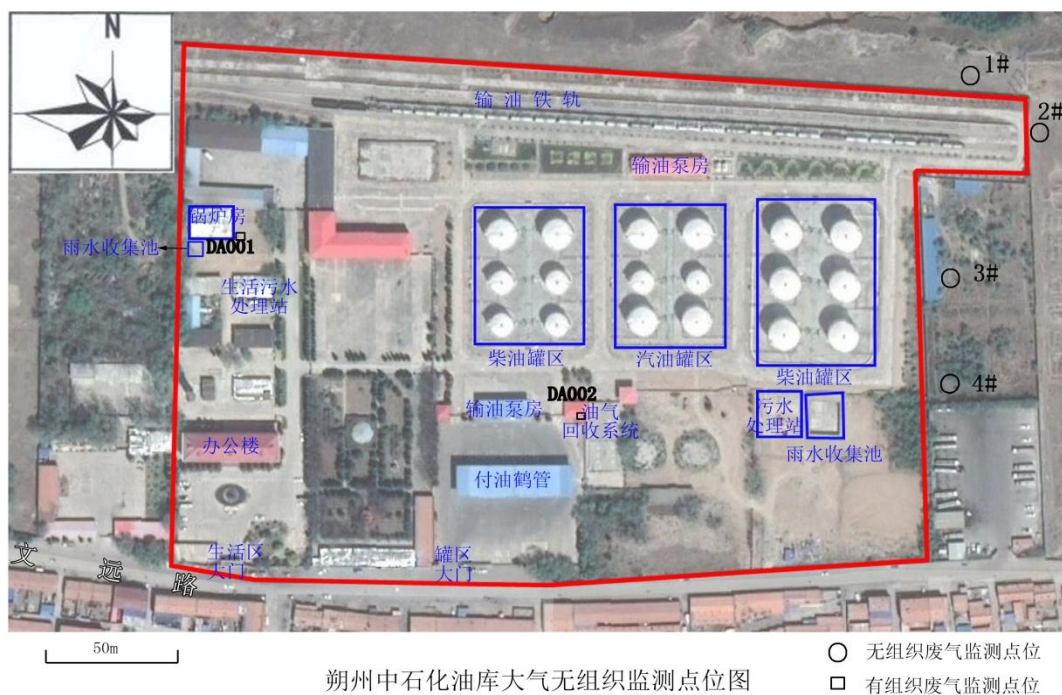 N
1#
2#
输油铁轨
输油泵房
锅炉房
DA001
雨水收集池
生活污水
处理站
3#
柴油罐区
汽油罐区
柴油罐区
4#
DA002
输油泵房
油气
回收系统
污水
处理站
雨水收集池
办公楼
付油鹤管
生活区
大门
罐区
大门
文远路
50m
朔州中石化油库大气无组织监测点位图
无组织废气监测点位
有组织废气监测点位